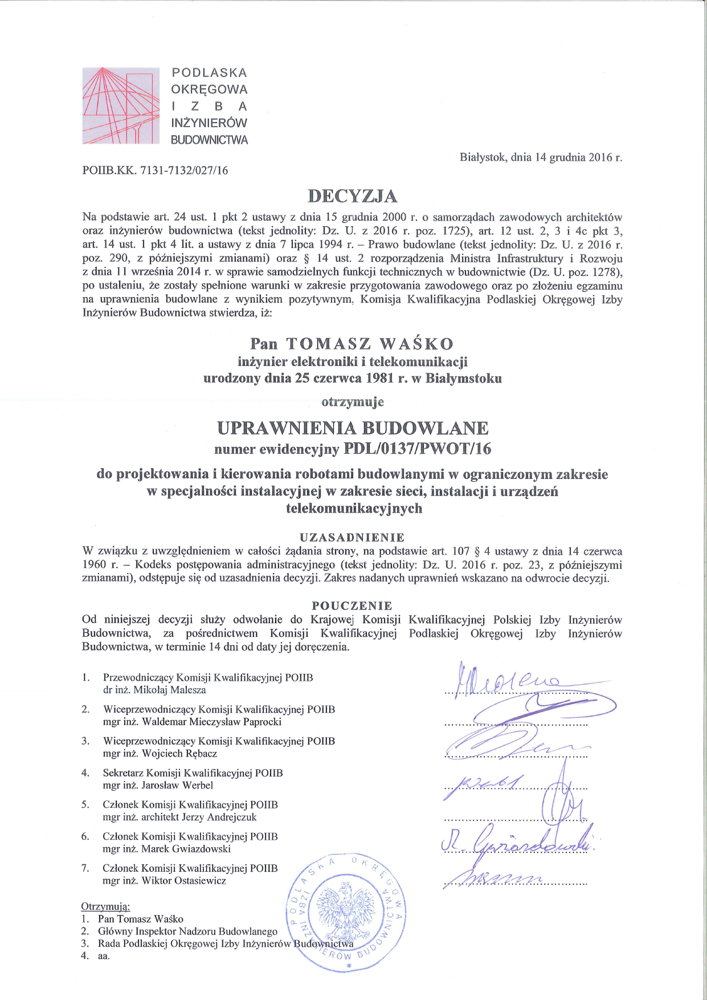 PODLASKA
OKRĘGOWA
IZBA
INŻYNIERÓW
BUDOWNICTWA
Białystok, dnia 14 grudnia 2016 r.
POIIB.KK. 7131-7132/027/16
DECYZJA
Na podstawie art. 24 ust. 1 pkt 2 ustawy z dnia 15 grudnia 2000 r. o samorządach zawodowych architektów
oraz inżynierów budownictwa (tekst jednolity: Dz. U. z 2016 r. poz. 1725), art. 12 ust. 2, 3 i 4c pkt 3,
art. 14 ust. 1 pkt 4 lit. a ustawy z dnia 7 lipca 1994 r. – Prawo budowlane (tekst jednolity: Dz. U. z 2016 r.
poz. 290, z późniejszymi zmianami) oraz § 14 ust. 2 rozporządzenia Ministra Infrastruktury i Rozwoju
z dnia 11 września 2014 r. w sprawie samodzielnych funkcji technicznych w budownictwie (Dz. U. poz. 1278),
po ustaleniu, że zostały spełnione warunki w zakresie przygotowania zawodowego oraz po złożeniu egzaminu
na uprawnienia budowlane z wynikiem pozytywnym, Komisja Kwalifikacyjna Podlaskiej Okręgowej Izby
Inżynierów Budownictwa stwierdza, iż:
Pan TOMASZ WAŚKO
inżynier elektroniki i telekomunikacji
urodzony dnia 25 czerwca 1981 r. w Białymstoku
otrzymuje
UPRAWNIENIA BUDOWLANE
numer ewidencyjny PDL/0137/PWOT/16
do projektowania i kierowania robotami budowlanymi w ograniczonym zakresie
w specjalności instalacyjnej w zakresie sieci, instalacji i urządzeń
telekomunikacyjnych
UZASADNIENIE
W związku z uwzględnieniem w całości żądania strony, na podstawie art. 107 § 4 ustawy z dnia 14 czerwca
1960 r. – Kodeks postępowania administracyjnego (tekst jednolity: Dz. U. 2016 r. poz. 23, z późniejszymi
zmianami), odstępuje się od uzasadnienia decyzji. Zakres nadanych uprawnień wskazano na odwrocie decyzji.
POUCZENIE
Od niniejszej decyzji służy odwołanie do Krajowej Komisji Kwalifikacyjnej Polskiej Izby Inżynierów
Budownictwa, za pośrednictwem Komisji Kwalifikacyjnej Podlaskiej Okręgowej Izby Inżynierów
Budownictwa, w terminie 14 dni od daty jej doręczenia.
1. Przewodniczący Komisji Kwalifikacyjnej POIIB
dr inż. Mikołaj Malesza
2. Wiceprzewodniczący Komisji Kwalifikacyjnej POIIB
mgr inż. Waldemar Mieczysław Paprocki
3. Wiceprzewodniczący Komisji Kwalifikacyjnej POIIB
mgr inż. Wojciech Rębacz
4. Sekretarz Komisji Kwalifikacyjnej POIIB
mgr inż. Jarosław Werbel
5. Członek Komisji Kwalifikacyjnej POIIB
mgr inż. architekt Jerzy Andrejczuk
6. Członek Komisji Kwalifikacyjnej POIIB
mgr inż. Marek Gwiazdowski
7. Członek Komisji Kwalifikacyjnej POIIB
mgr inż. Wiktor Ostasiewicz
PODLASKA OKRĘGOWA
IZBA INŻYNIERÓW BUDOWNICTWA
Otrzymują:
1. Pan Tomasz Waśko
2. Główny Inspektor Nadzoru Budowlanego
3. Rada Podlaskiej Okręgowej Izby Inżynierów Budownictwa
4. aa.